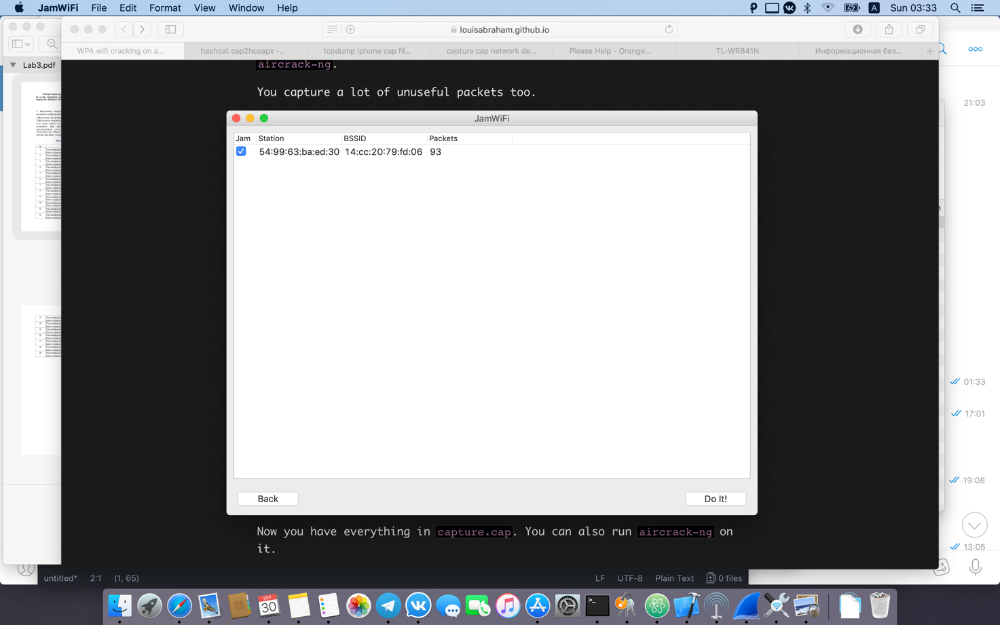 JamWiFi File Edit Format View Window Help
A Sun 03:33
louisabraham.github.io
WPA wifi cracking on a...
hashcat cap2hccapx -...
tcpdump iphone cap fil...
capture cap network de...
Please Help - Orange...
TL-WR841N
Информационная без...
Lab3.pdf
aircrack-ng.
You capture a lot of unuseful packets too.
21:03
JamWiFi
Jam Station BSSID Packets
54:99:63:ba:ed:30 14:cc:20:79:fd:06 93
01:33
17:01
19:08
Back
Do It!
Now you have everything in capture.cap. You can also run aircrack-ng on
it.
13:05
untitled* 2:1 (1, 65)
LF UTF-8 Plain Text 0 files
SEP
30